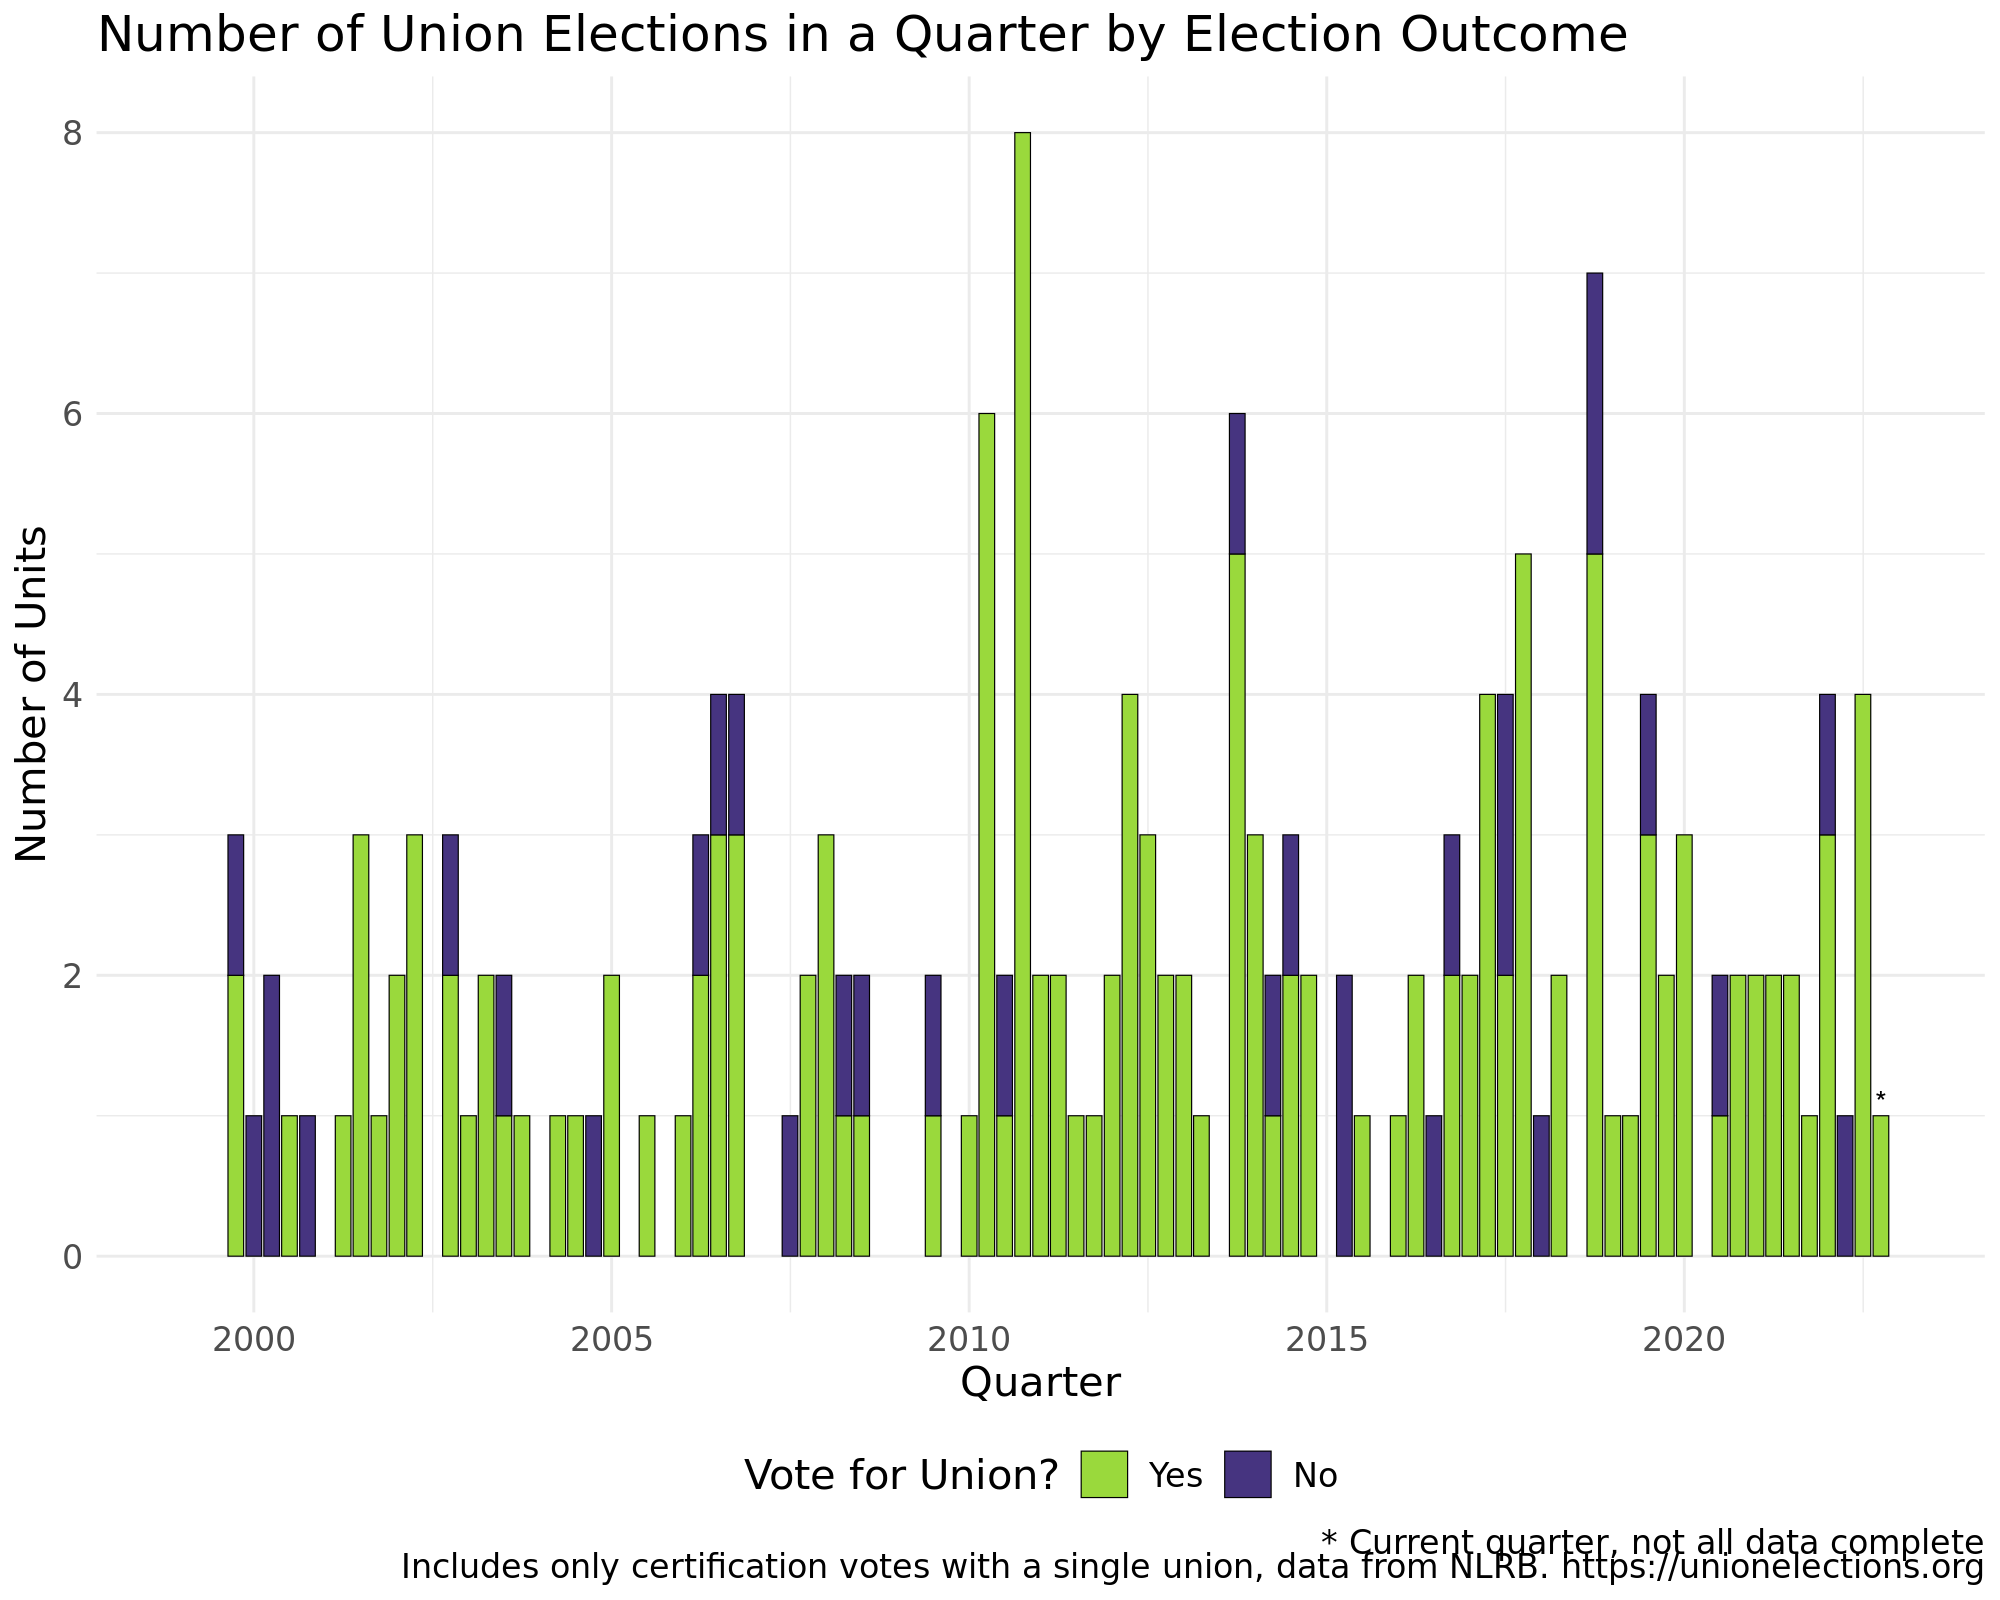 Number of Union Elections in a Quarter by Election Outcome
8
6
4
2
0
Number of Units
*
2000 2005 2010 2015 2020
Quarter
Vote for Union? Yes No
* Current quarter, not all data complete
Includes only certification votes with a single union, data from NLRB. https://unionelections.org